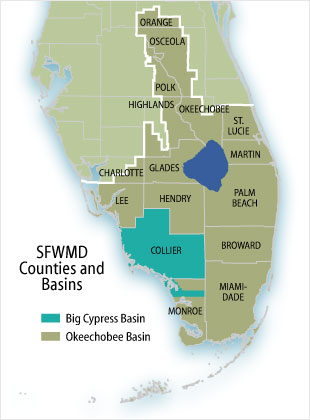 ORANGE
OSCEOLA
POLK
HIGHLANDS
OKEECHOBEE
ST.
LUCIE
MARTIN
CHARLOTTE
GLADES
LEE
HENDRY
PALM
BEACH
COLLIER
BROWARD
MIAMI-
DADE
MONROE
SFWMD
Counties and
Basins
Big Cypress Basin
Okeechobee Basin